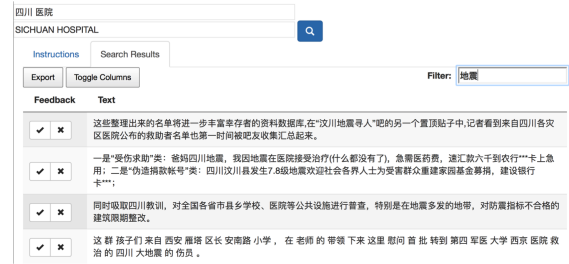 四川 医院
SICHUAN HOSPITAL
Instructions Search Results
Export Toggle Columns Filter: 地震
Feedback Text
这些整理出来的名单将进一步丰富幸存者的资料数据库,在“汶川地震寻人”吧的另一个置顶贴子中,记者看到来自四川各灾
区医院公布的救助者名单也第一时间被吧友收集汇总起来。
一是“受伤求助”类：爸妈四川地震，我因地震在医院接受治疗(什么都没有了)，急需医药费，速汇款六千到农行***卡上急
用；二是“伪造捐款帐号”类：四川汶川县发生7.8级地震欢迎社会各界人士为受害群众重建家园基金募捐，建设银行
卡***；
同时吸取四川教训，对全国各省市县乡学校、医院等公共设施进行普查，特别是在地震多发的地带，对防震指标不合格的
建筑限期整改。
这 群 孩子们 来自 西安 雁塔 区长 安南路 小学 ， 在 老师 的 带领 下来 这里 慰问 首 批 转到 第四 军医 大学 西京 医院 救
治 的 四川 大地震 的 伤员 。